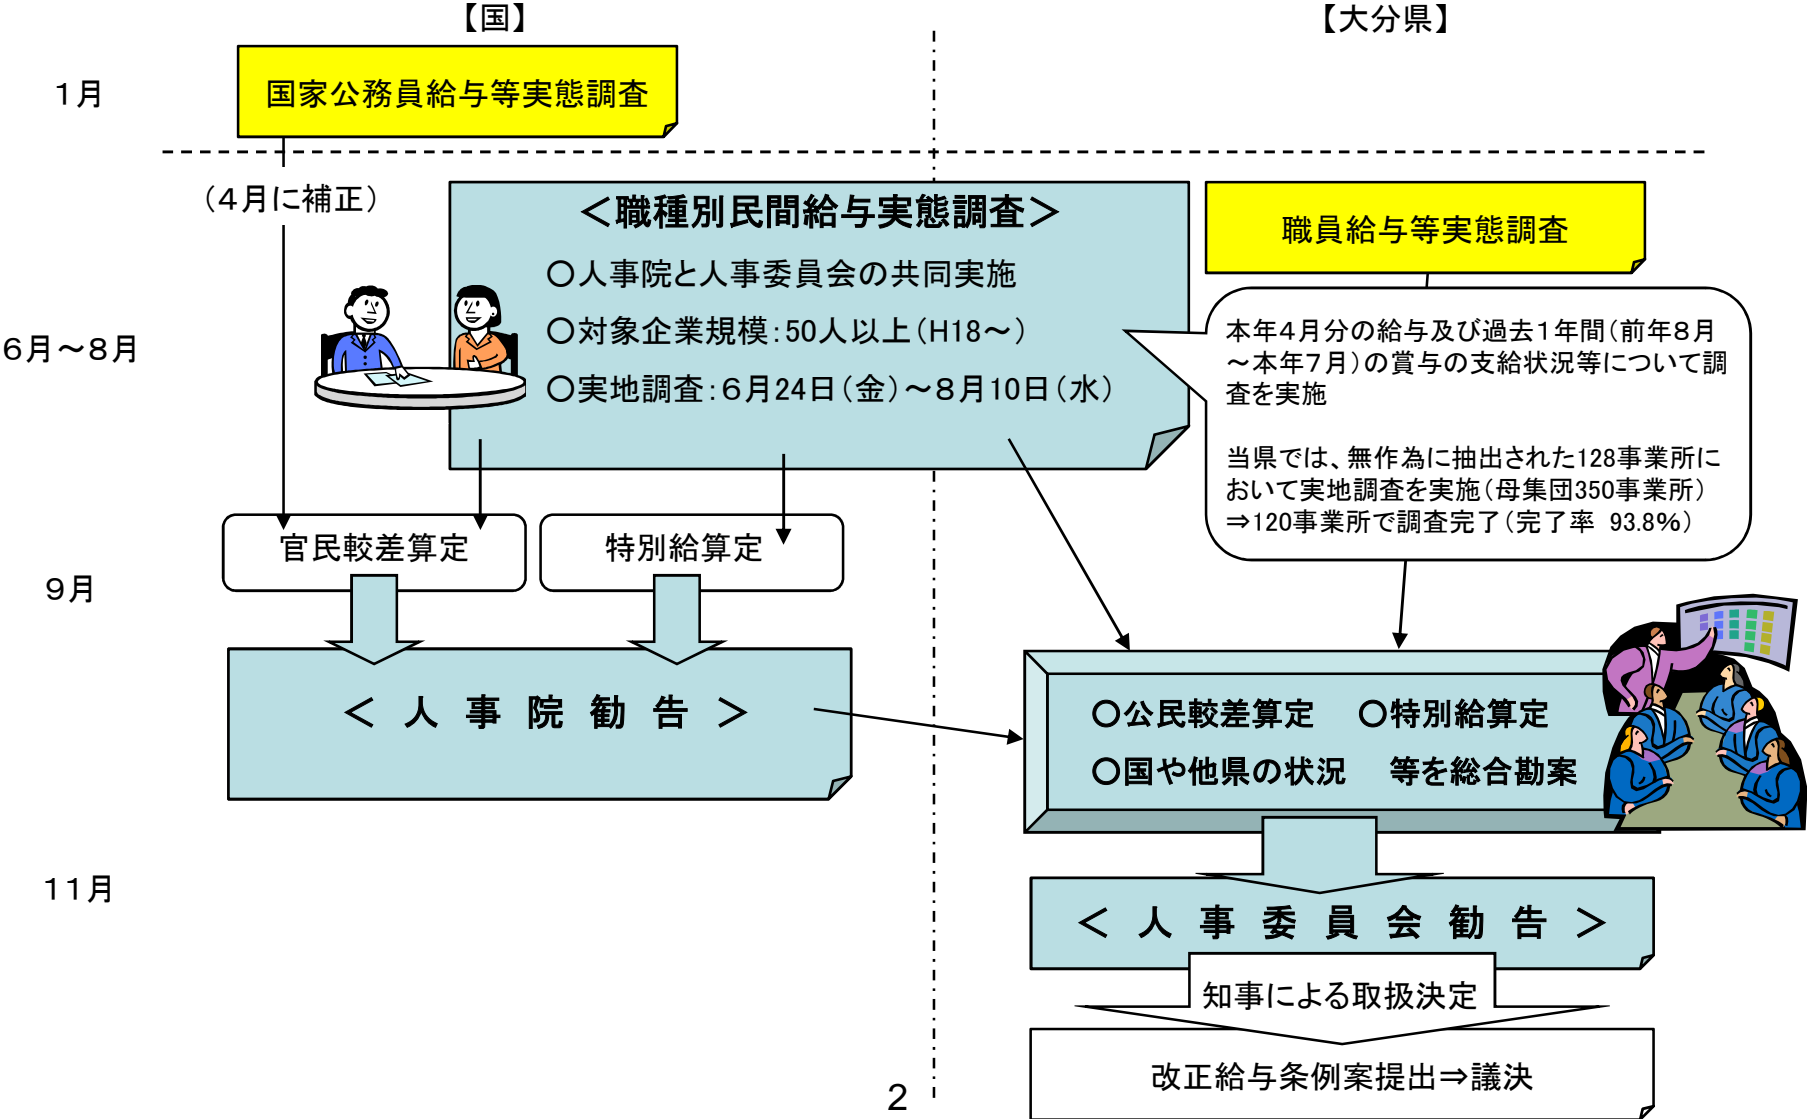 【国】
【大分県】
１月
国家公務員給与等実態調査
（４月に補正）
＜職種別民間給与実態調査＞
〇人事院と人事委員会の共同実施
〇対象企業規模：50人以上（H18～）
〇実地調査：６月24日（金）～８月10日（水）
職員給与等実態調査
６月～８月
本年４月分の給与及び過去１年間（前年８月
～本年７月）の賞与の支給状況等について調
査を実施
当県では、無作為に抽出された128事業所に
おいて実地調査を実施（母集団350事業所）
⇒120事業所で調査完了（完了率 93.8％）
官民較差算定
特別給算定
９月
＜ 人 事 院 勧 告 ＞
〇公民較差算定　〇特別給算定
〇国や他県の状況　等を総合勘案
11月
＜ 人 事 委 員 会 勧 告 ＞
知事による取扱決定
改正給与条例案提出⇒議決
2